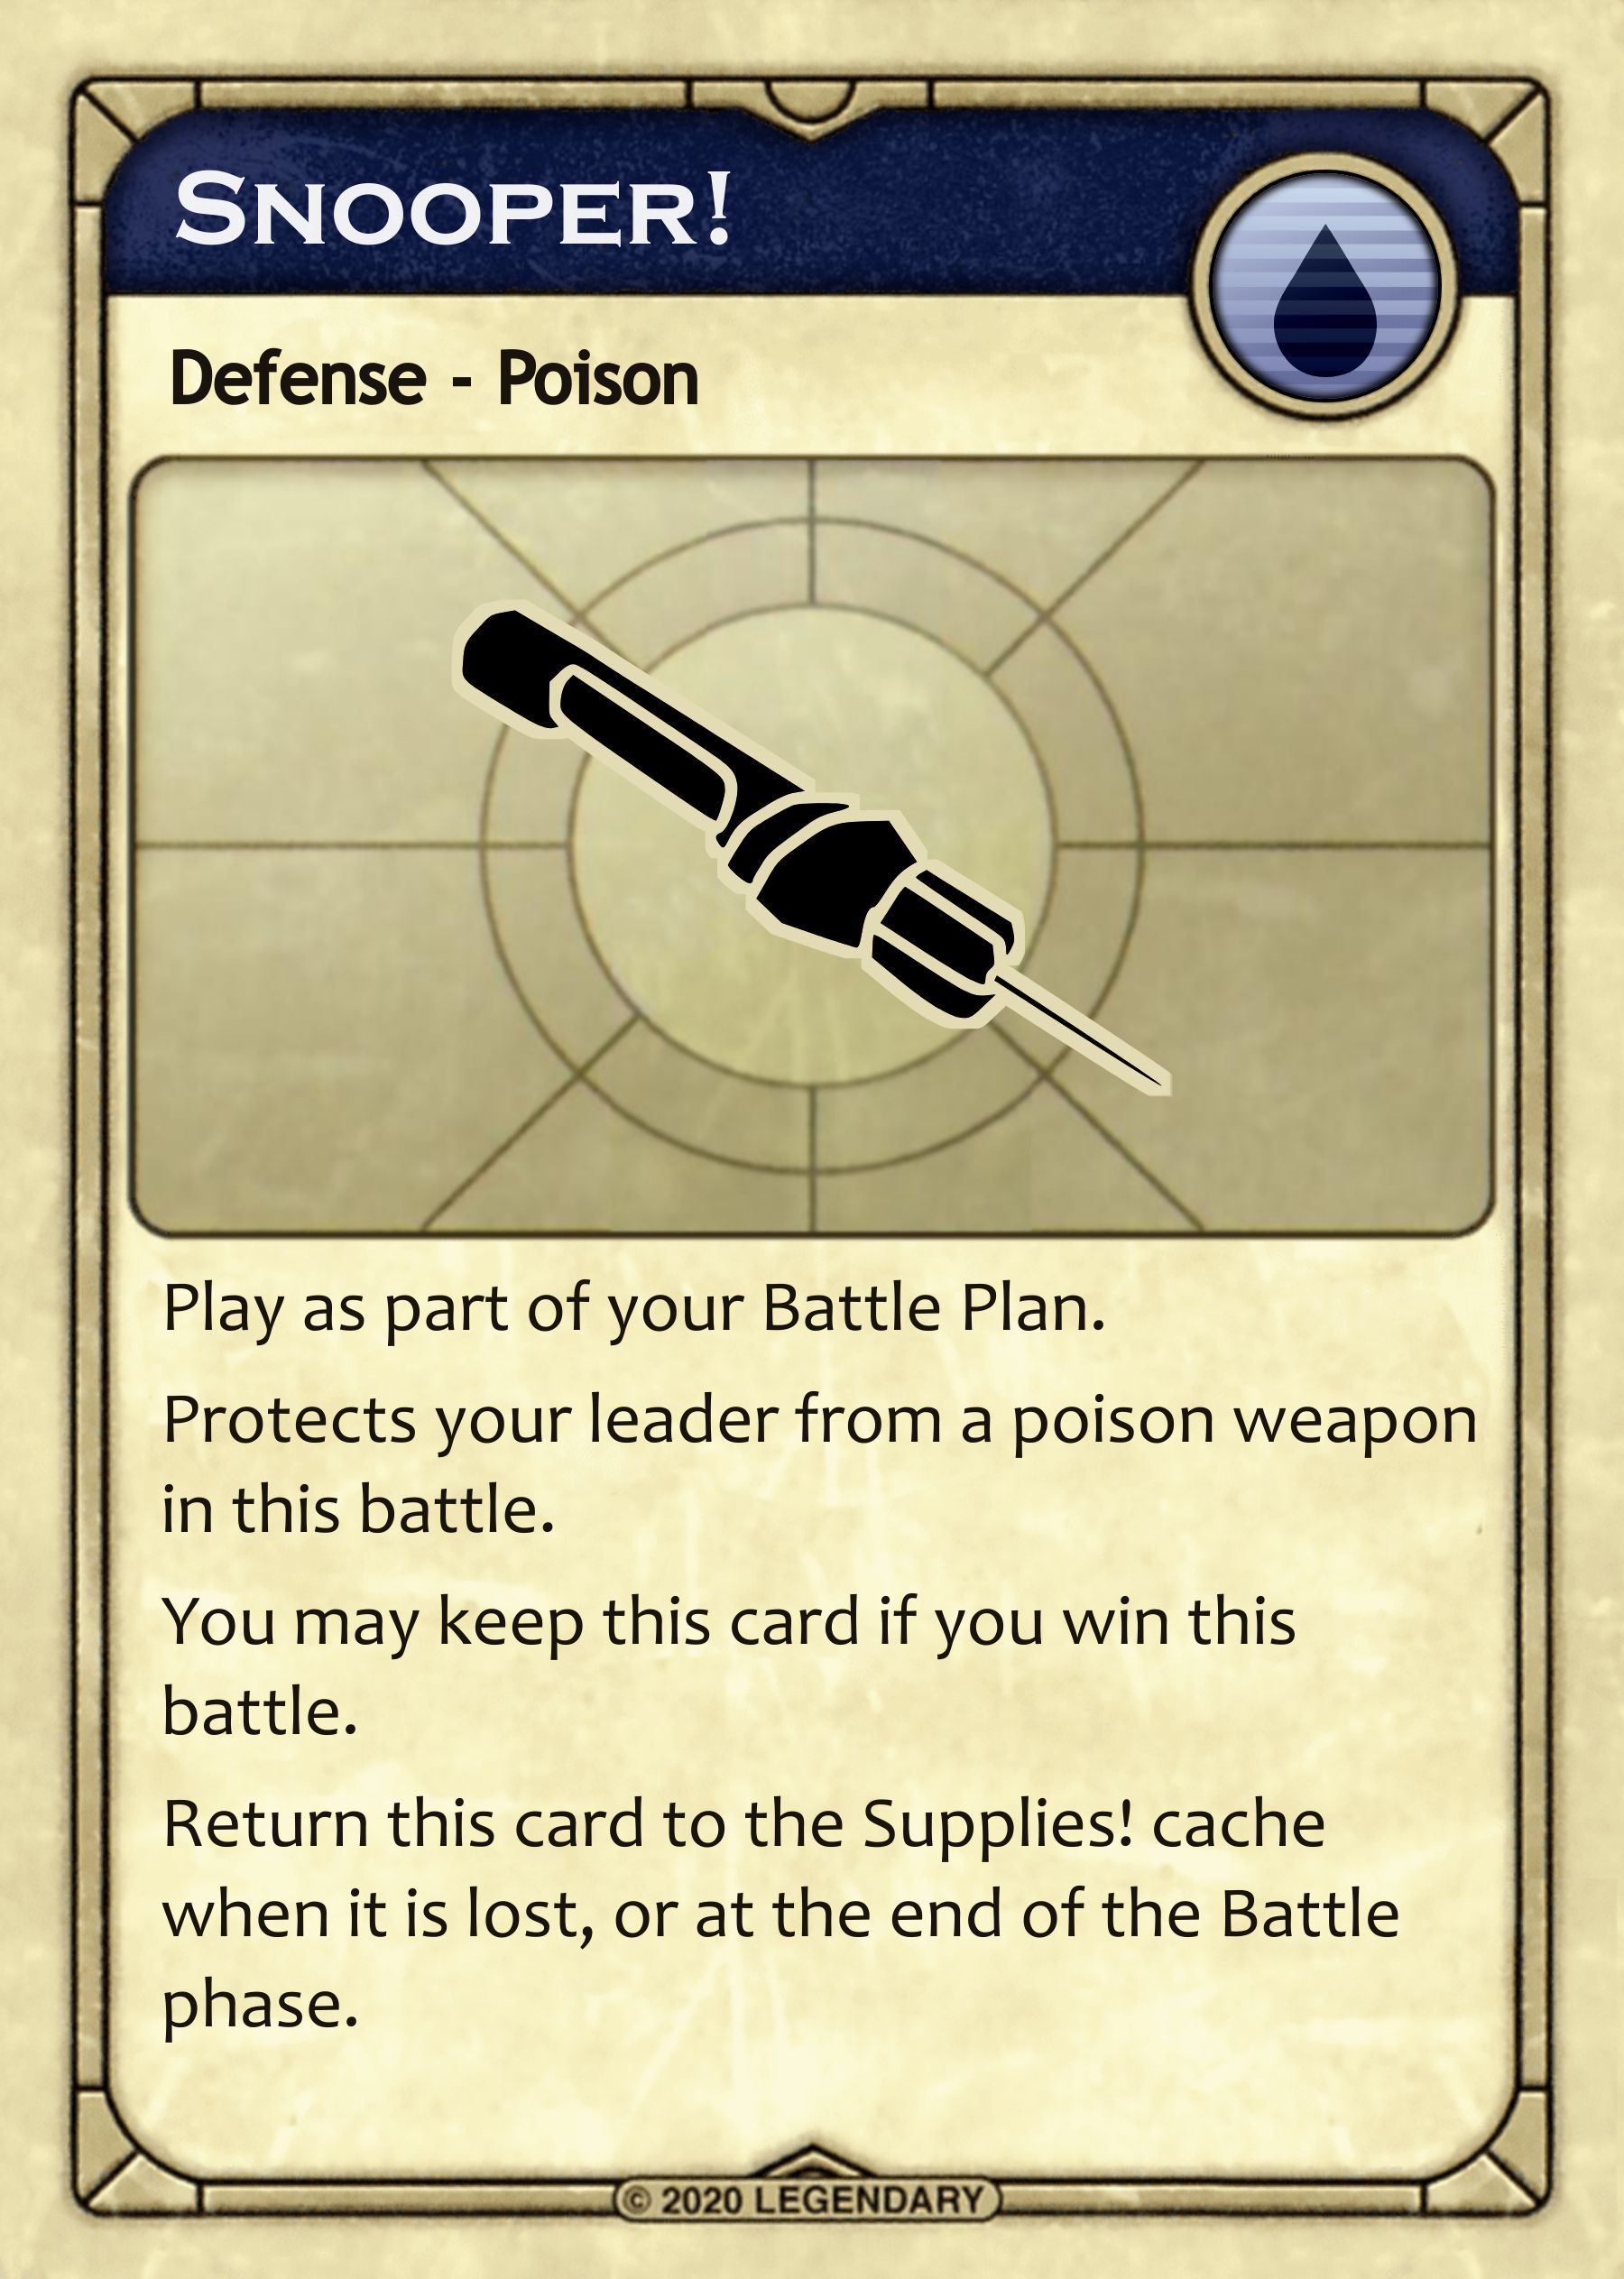 Snooper!
Defense - Poison
Play as part of your Battle Plan.
Protects your leader from a poison weapon
in this battle.
You may keep this card if you win this
battle.
Return this card to the Supplies! cache
when it is lost, or at the end of the Battle
phase.
© 2020 LEGENDARY